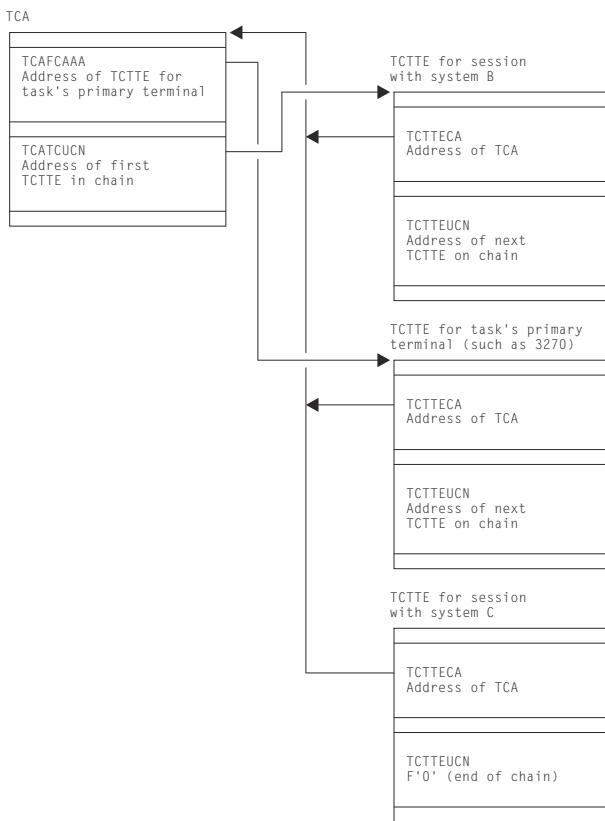 TCA
TCAFCAAA
Address of TCTTE for
task's primary terminal
TCATCUCN
Address of first
TCTTE in chain
TCTTE for session
with system B
TCTTECA
Address of TCA
TCTTEUCN
Address of next
TCTTE on chain
TCTTE for task's primary
terminal (such as 3270)
TCTTECA
Address of TCA
TCTTEUCN
Address of next
TCTTE on chain
TCTTE for session
with system C
TCTTECA
Address of TCA
TCTTEUCN
F'0' (end of chain)